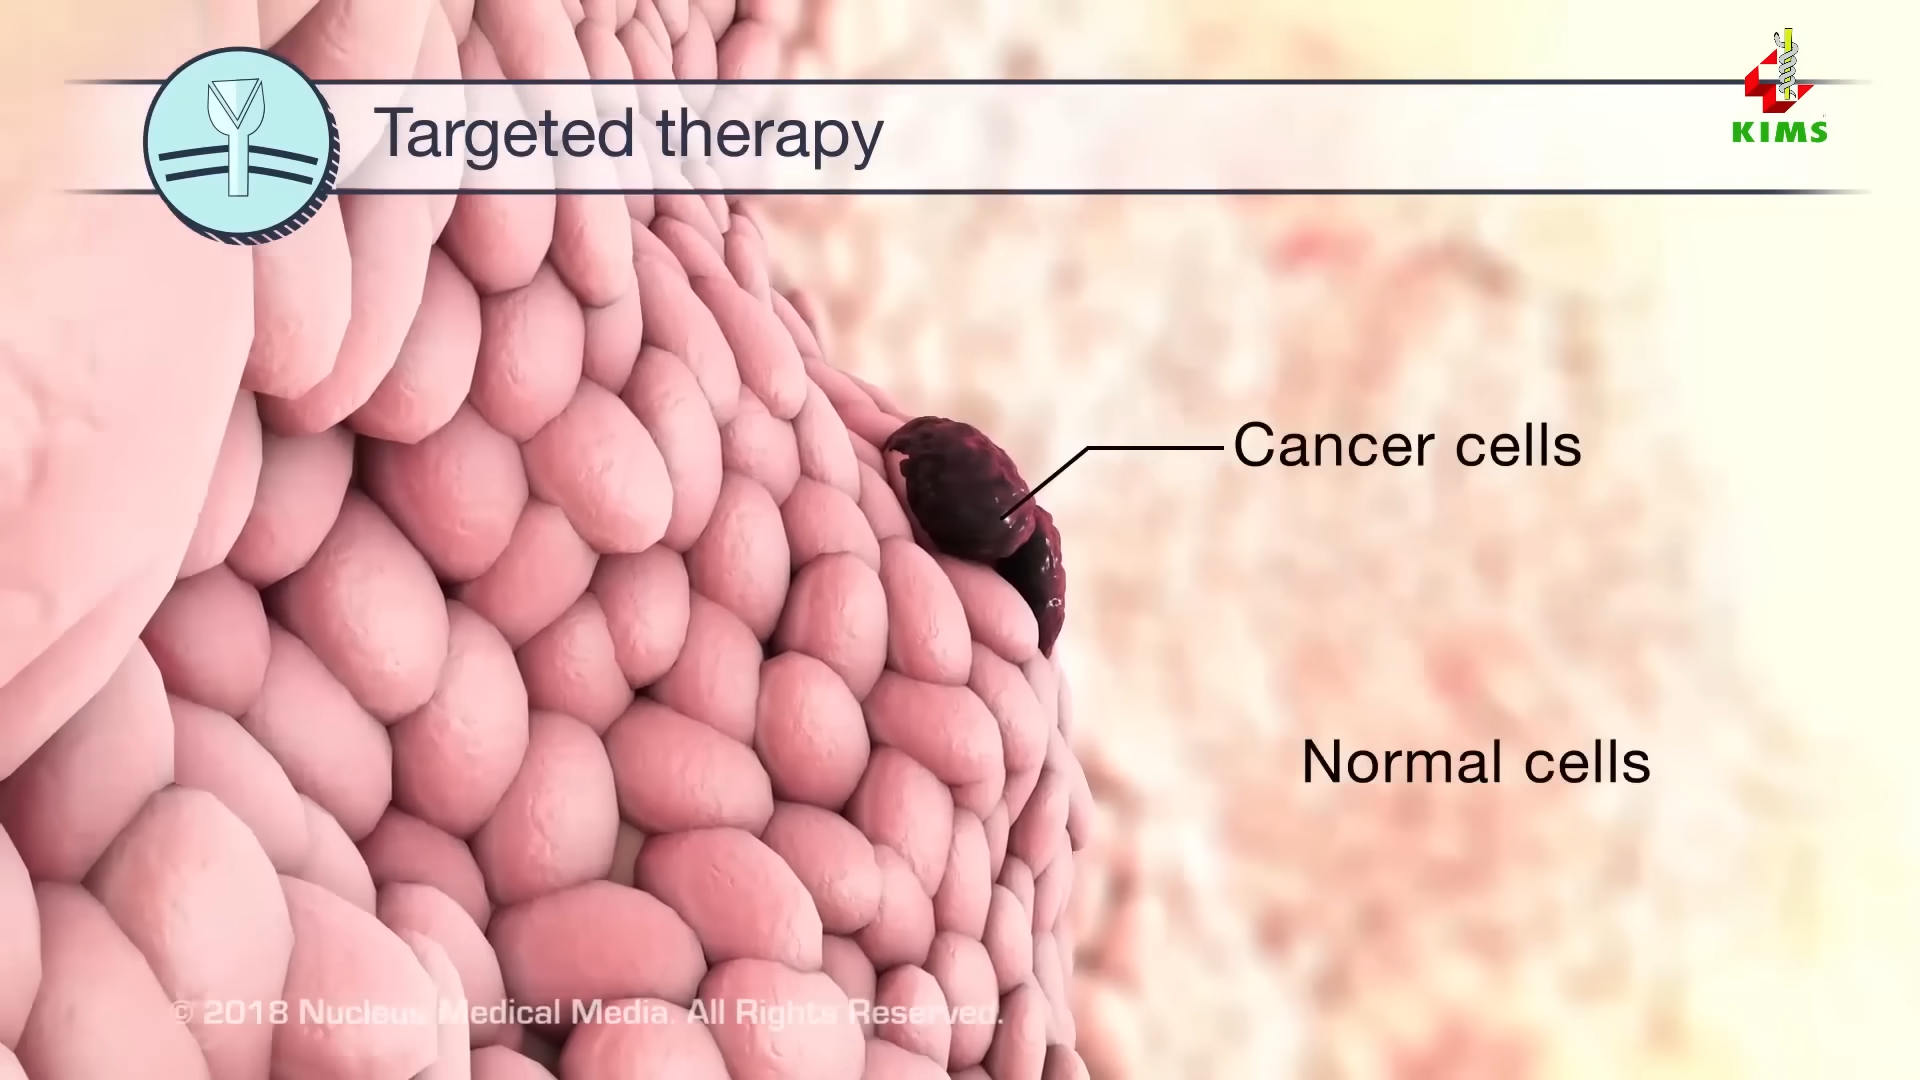 Targeted therapy
KIMS
Cancer cells
Normal cells
© 2018 Nucleus Medical Media. All Rights Reserved.